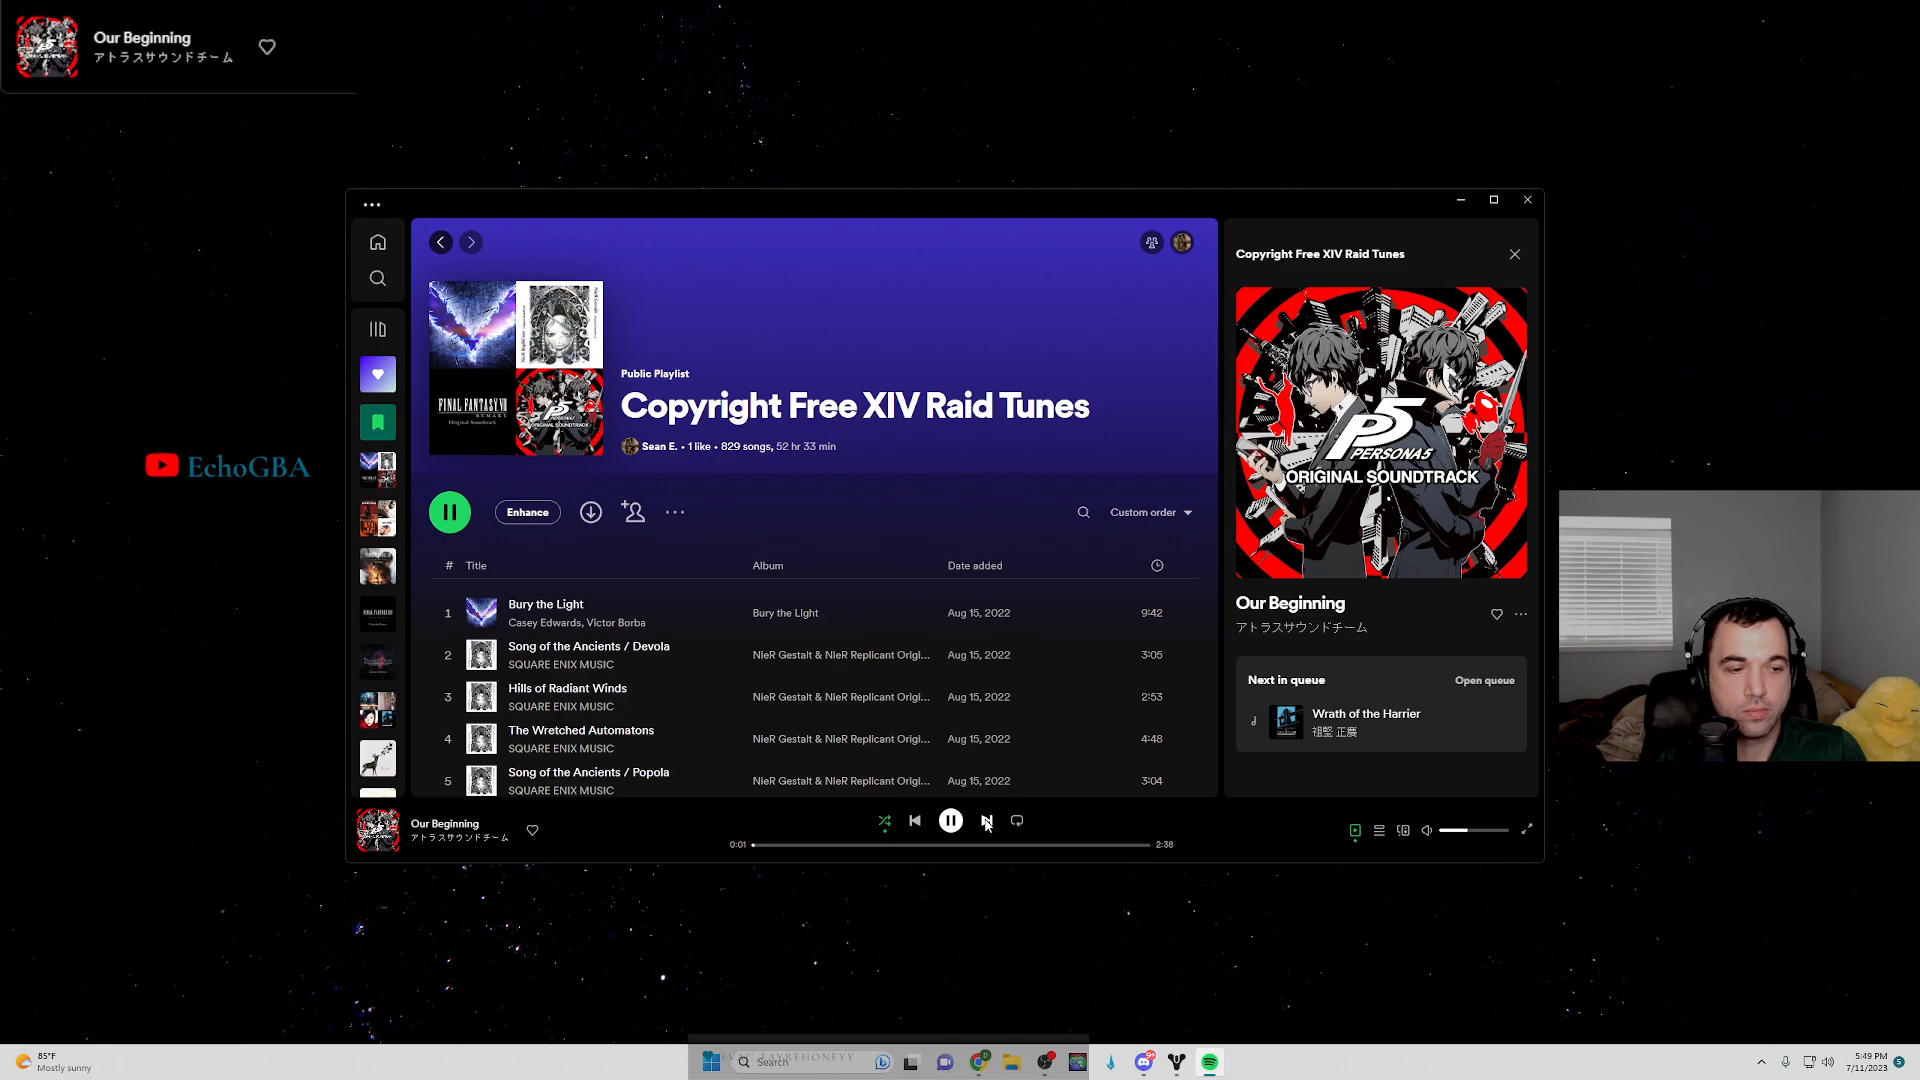 Our Beginning
アトラスサウンドチーム
EchoGBA
Public Playlist
Copyright Free XIV Raid Tunes
Sean E. • 1 like • 829 songs, 52 hr 33 min
Enhance
Custom order
# Title Album Date added
1 Bury the Light Bury the Light Aug 15, 2022 9:42
Casey Edwards, Victor Borba
2 Song of the Ancients / Devola NieR Gestalt & NieR Replicant Origi... Aug 15, 2022 3:05
SQUARE ENIX MUSIC
3 Hills of Radiant Winds NieR Gestalt & NieR Replicant Origi... Aug 15, 2022 2:53
SQUARE ENIX MUSIC
4 The Wretched Automatons NieR Gestalt & NieR Replicant Origi... Aug 15, 2022 4:48
SQUARE ENIX MUSIC
5 Song of the Ancients / Popola NieR Gestalt & NieR Replicant Origi... Aug 15, 2022 3:04
SQUARE ENIX MUSIC
FINAL FANTASY VII
REMAKE
Original Soundtrack
P5
ORIGINAL SOUNDTRACK
Copyright Free XIV Raid Tunes
P5
PERSONA5
ORIGINAL SOUNDTRACK
Our Beginning
アトラスサウンドチーム
Next in queue
Open queue
Wrath of the Harrier
祖堅 正慶
Our Beginning
アトラスサウンドチーム
0:01
2:38
85°F
Mostly sunny
Search
9+
5:49 PM
7/11/2023
5